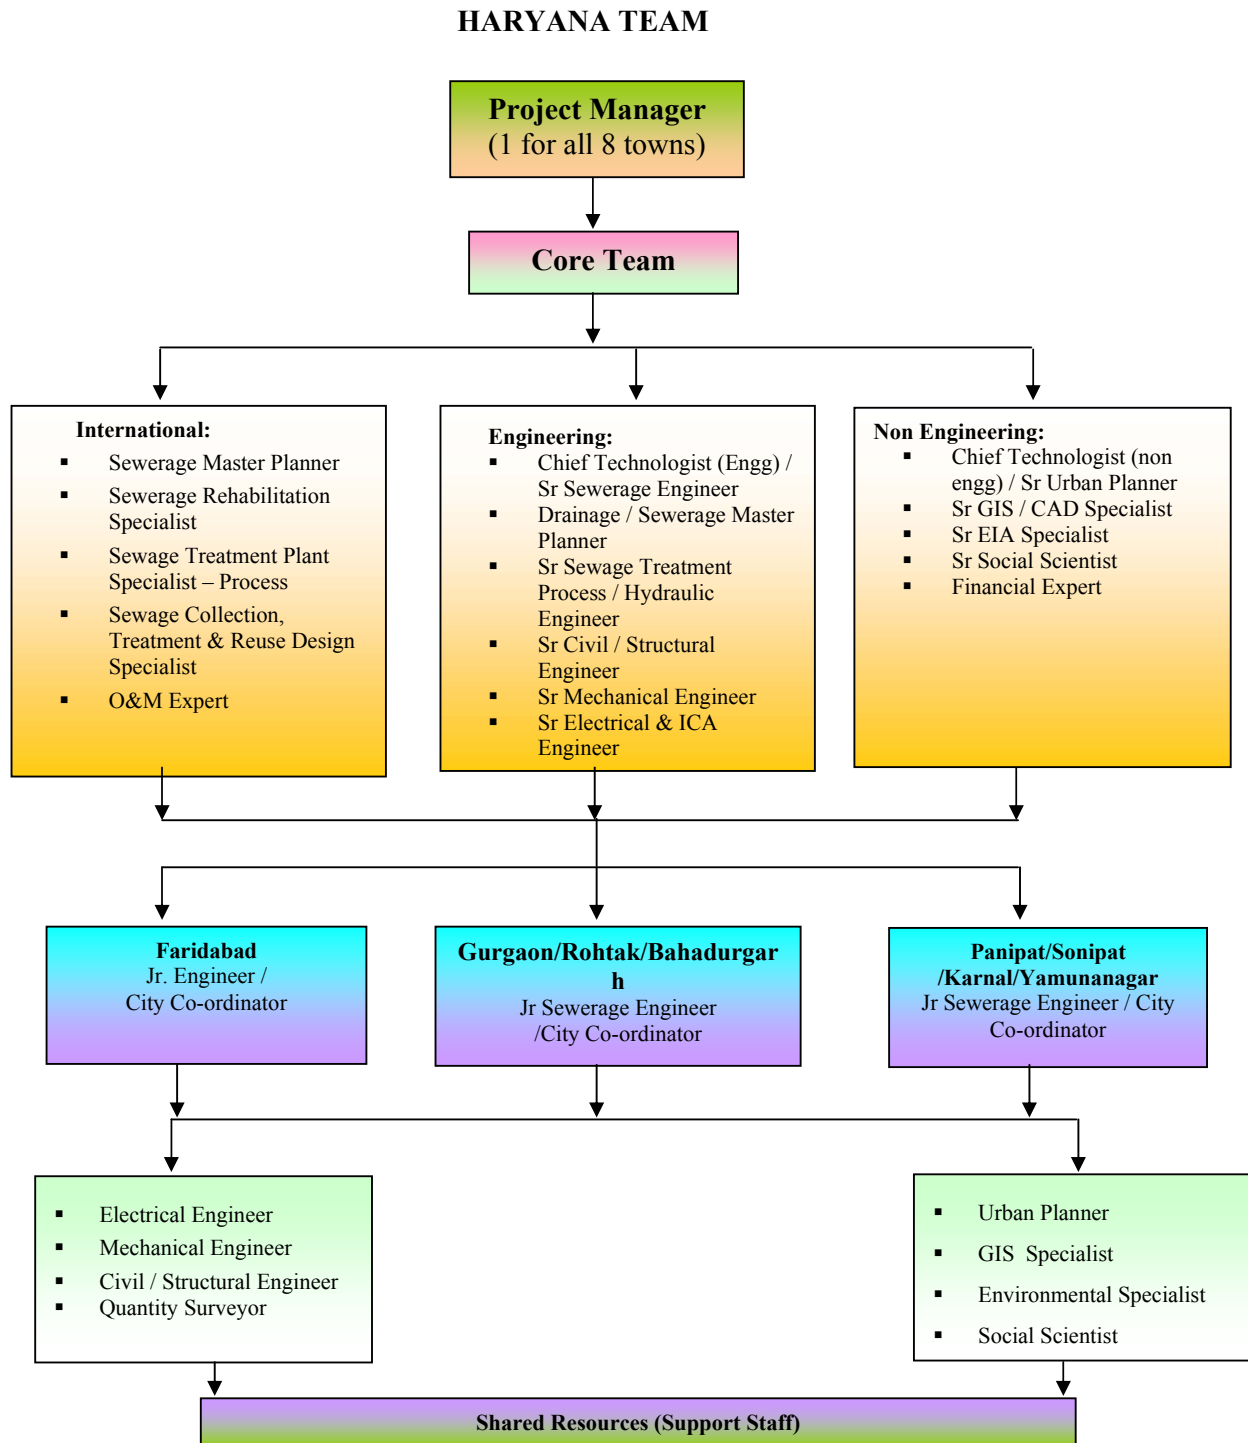 HARYANA TEAM
Project Manager
(1 for all 8 towns)
Core Team
International:
▪ Sewerage Master Planner
▪ Sewerage Rehabilitation
Specialist
▪ Sewage Treatment Plant
Specialist – Process
▪ Sewage Collection,
Treatment & Reuse Design
Specialist
▪ O&M Expert
Engineering:
▪ Chief Technologist (Engg) /
Sr Sewerage Engineer
▪ Drainage / Sewerage Master
Planner
▪ Sr Sewage Treatment
Process / Hydraulic
Engineer
▪ Sr Civil / Structural
Engineer
▪ Sr Mechanical Engineer
▪ Sr Electrical & ICA
Engineer
Non Engineering:
▪ Chief Technologist (non
engg) / Sr Urban Planner
▪ Sr GIS / CAD Specialist
▪ Sr EIA Specialist
▪ Sr Social Scientist
▪ Financial Expert
Faridabad
Jr. Engineer /
City Co-ordinator
Gurgaon/Rohtak/Bahadurgar
h
Jr Sewerage Engineer
/City Co-ordinator
Panipat/Sonipat
/Karnal/Yamunanagar
Jr Sewerage Engineer / City
Co-ordinator
▪ Electrical Engineer
▪ Mechanical Engineer
▪ Civil / Structural Engineer
▪ Quantity Surveyor
▪ Urban Planner
▪ GIS Specialist
▪ Environmental Specialist
▪ Social Scientist
Shared Resources (Support Staff)